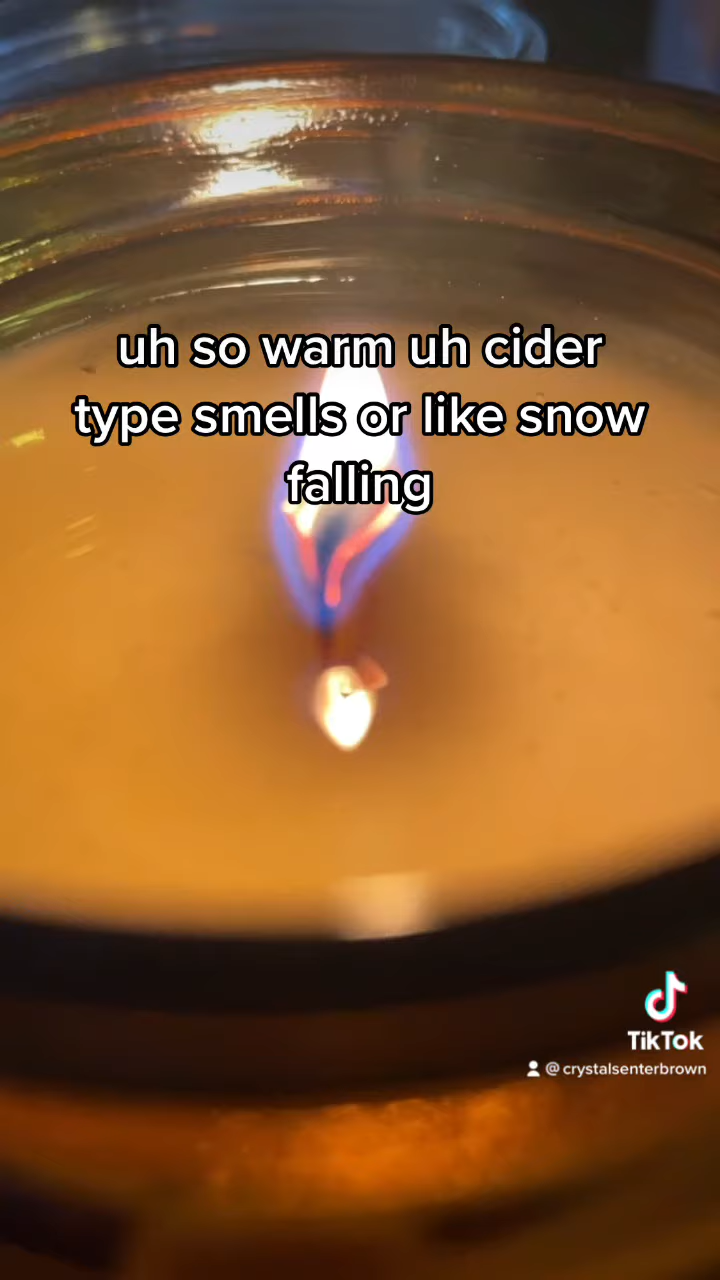 uh so warm uh cider
type smells or like snow
falling
TikTok
@crystalsenterbrown